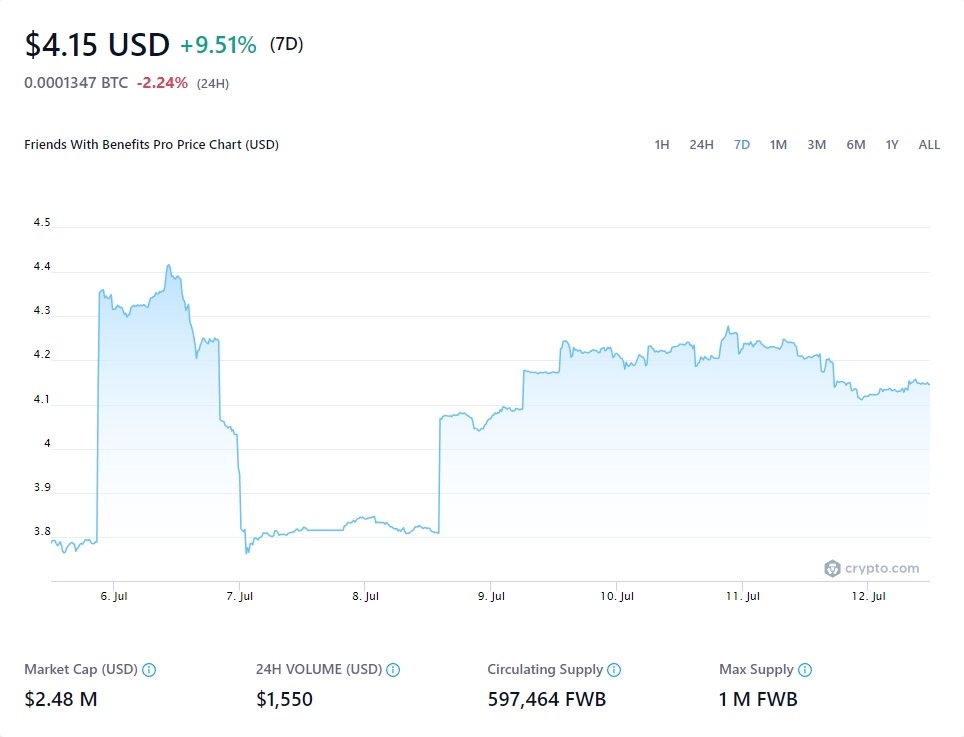 $4.15 USD +9.51% (7D)
0.0001347 BTC -2.24% (24H)
Friends With Benefits Pro Price Chart (USD) 1H 24H 7D 1M 3M 6M 1Y ALL
4.5
4.4
4.3
4.2
4.1
4
3.9
3.8
crypto.com
6. Jul 7. Jul 8. Jul 9. Jul 10. Jul 11. Jul 12. Jul
Market Cap (USD) 24H VOLUME (USD) Circulating Supply Max Supply
$2.48 M $1,550 597,464 FWB 1 M FWB